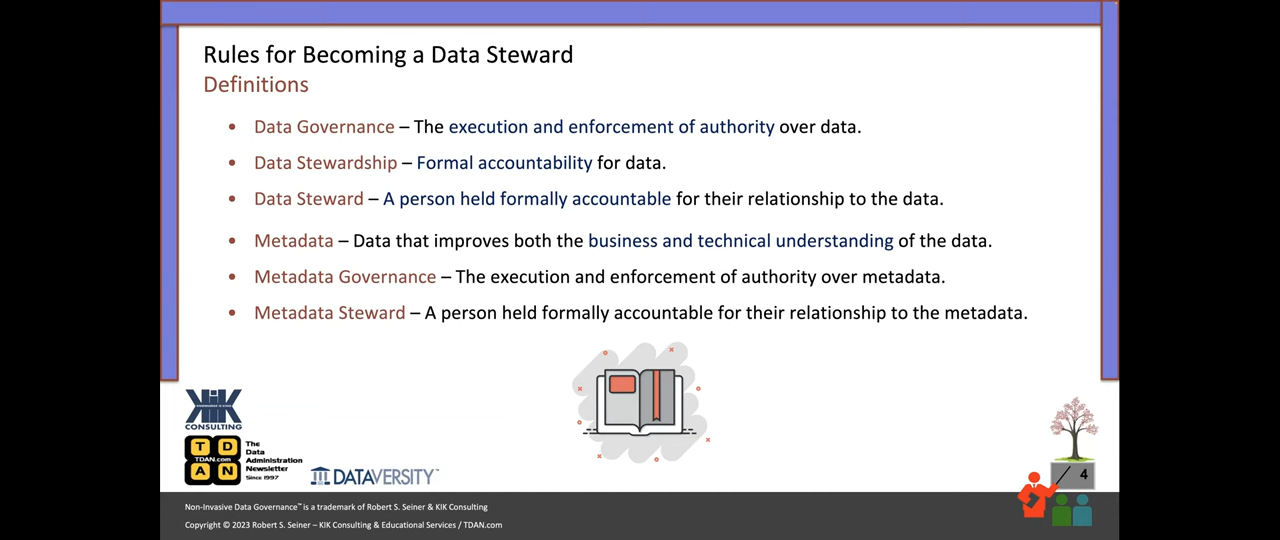 Rules for Becoming a Data Steward
Definitions
• Data Governance – The execution and enforcement of authority over data.
• Data Stewardship – Formal accountability for data.
• Data Steward – A person held formally accountable for their relationship to the data.
• Metadata – Data that improves both the business and technical understanding of the data.
• Metadata Governance – The execution and enforcement of authority over metadata.
• Metadata Steward – A person held formally accountable for their relationship to the metadata.
KIK
CONSULTING
T D
TDAN.com
A N
The
Data
Administration
Newsletter
Since 1997
DATAVERSITY
4
Non-Invasive Data Governance™ is a trademark of Robert S. Seiner & KIK Consulting
Copyright © 2023 Robert S. Seiner – KIK Consulting & Educational Services / TDAN.com